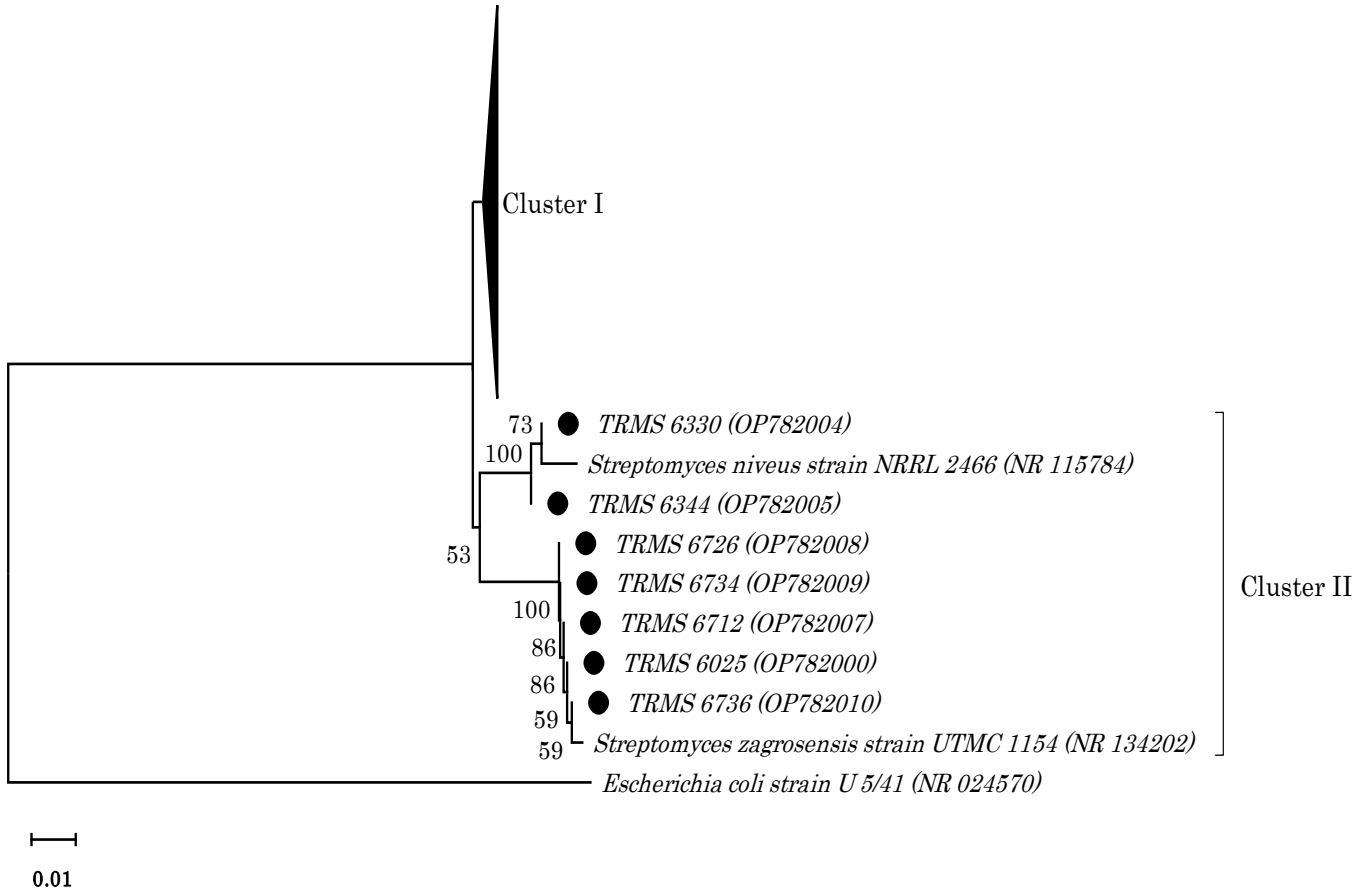 Cluster I
73
TRMS 6330 (OP782004)
100
Streptomyces niveus strain NRRL 2466 (NR 115784)
TRMS 6344 (OP782005)
53
TRMS 6726 (OP782008)
TRMS 6734 (OP782009)
Cluster II
100
TRMS 6712 (OP782007)
86
TRMS 6025 (OP782000)
86
TRMS 6736 (OP782010)
59
59
Streptomyces zagrosensis strain UTMC 1154 (NR 134202)
Escherichia coli strain U 5/41 (NR 024570)
0.01